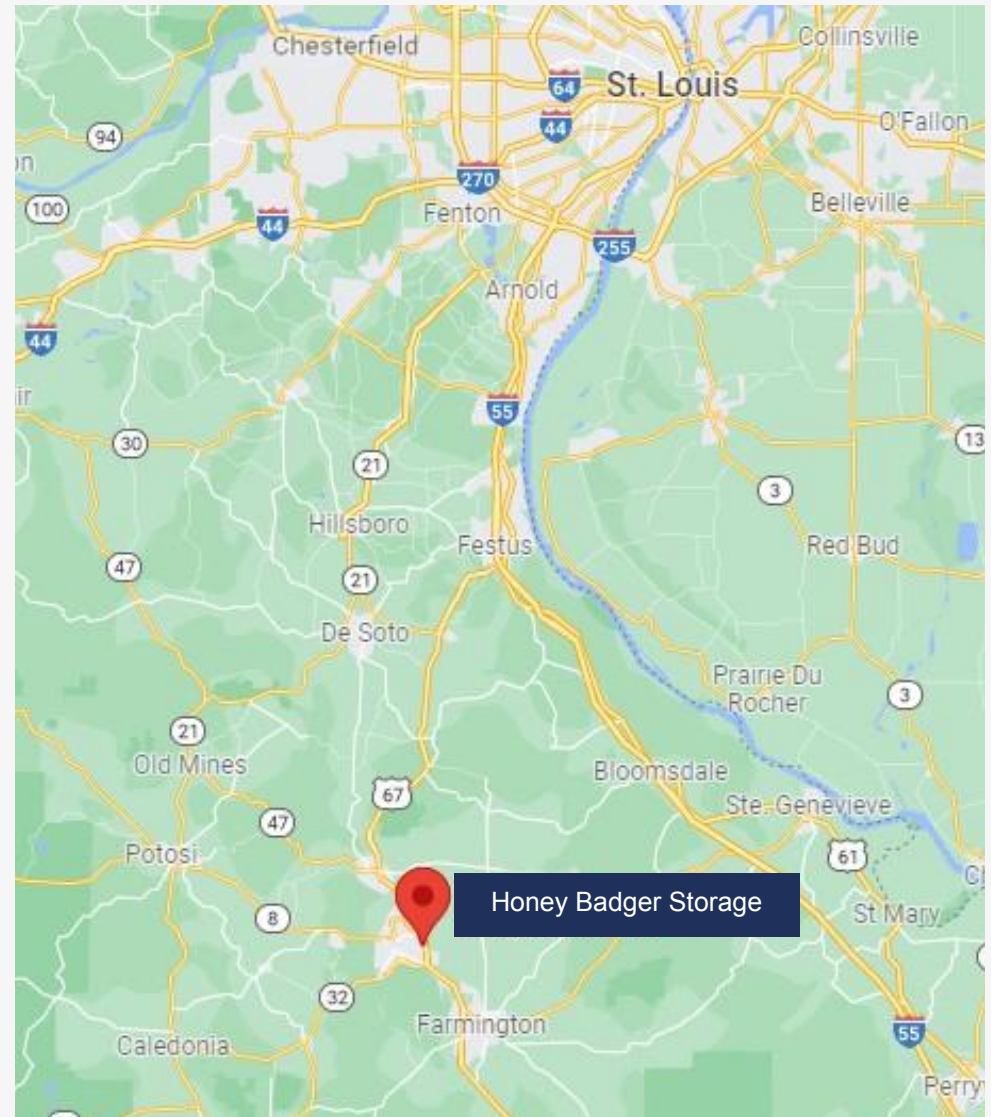 Chesterfield
Collinsville
64
St. Louis
44
O'Fallon
94
on
270
100
Fenton
Belleville
44
255
Arnold
44
ir
55
30
13
21
3
Hillsboro
Festus
Red Bud
47
21
De Soto
Prairie Du
Rocher
3
21
Old Mines
Bloomsdale
67
Ste. Genevieve
47
Potosi
61
Honey Badger Storage
8
St Mary
32
Farmington
55
Caledonia
Perry